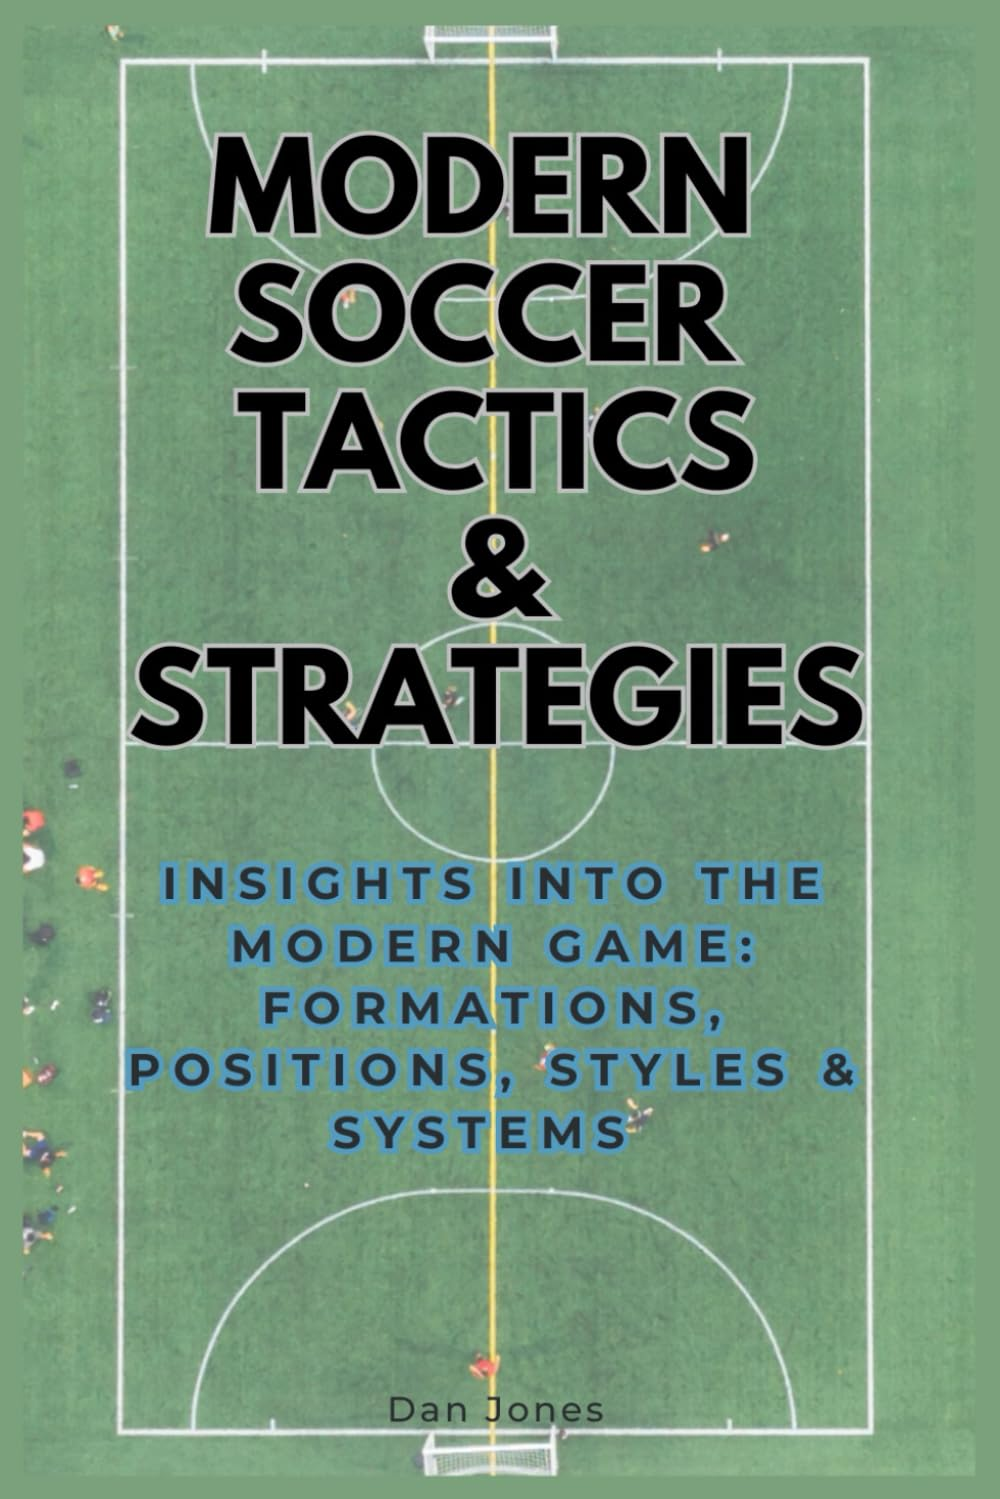 MODERN
SOCCER
TACTICS
&
STRATEGIES
INSIGHTS INTO THE
MODERN GAME:
FORMATIONS,
POSITIONS, STYLES &
SYSTEMS
Dan Jones